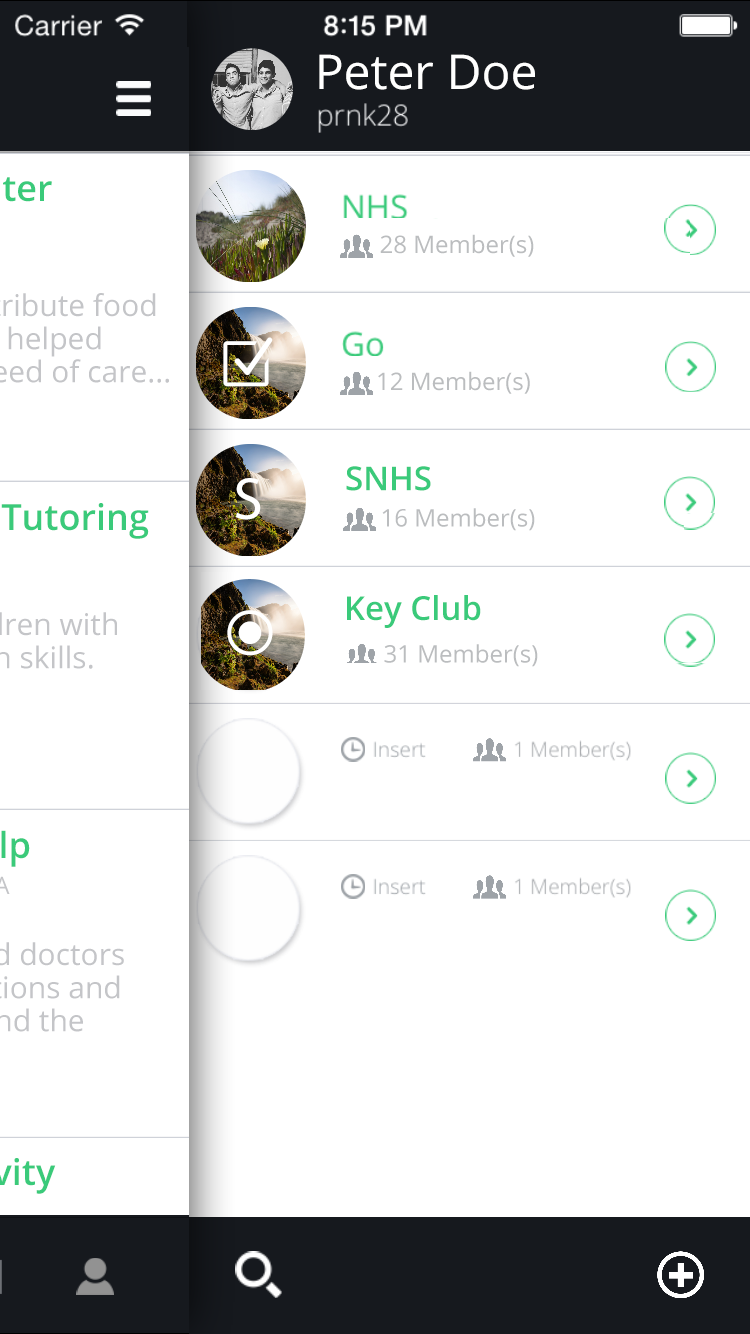 Carrier 8:15 PM
Peter Doe
prnk28
ter
tribute food
helped
eed of care...
Tutoring
dren with
n skills.
lp
A
d doctors
tions and
nd the
vity
NHS
28 Member(s)
Go
12 Member(s)
S
SNHS
16 Member(s)
Key Club
31 Member(s)
Insert 1 Member(s)
Insert 1 Member(s)